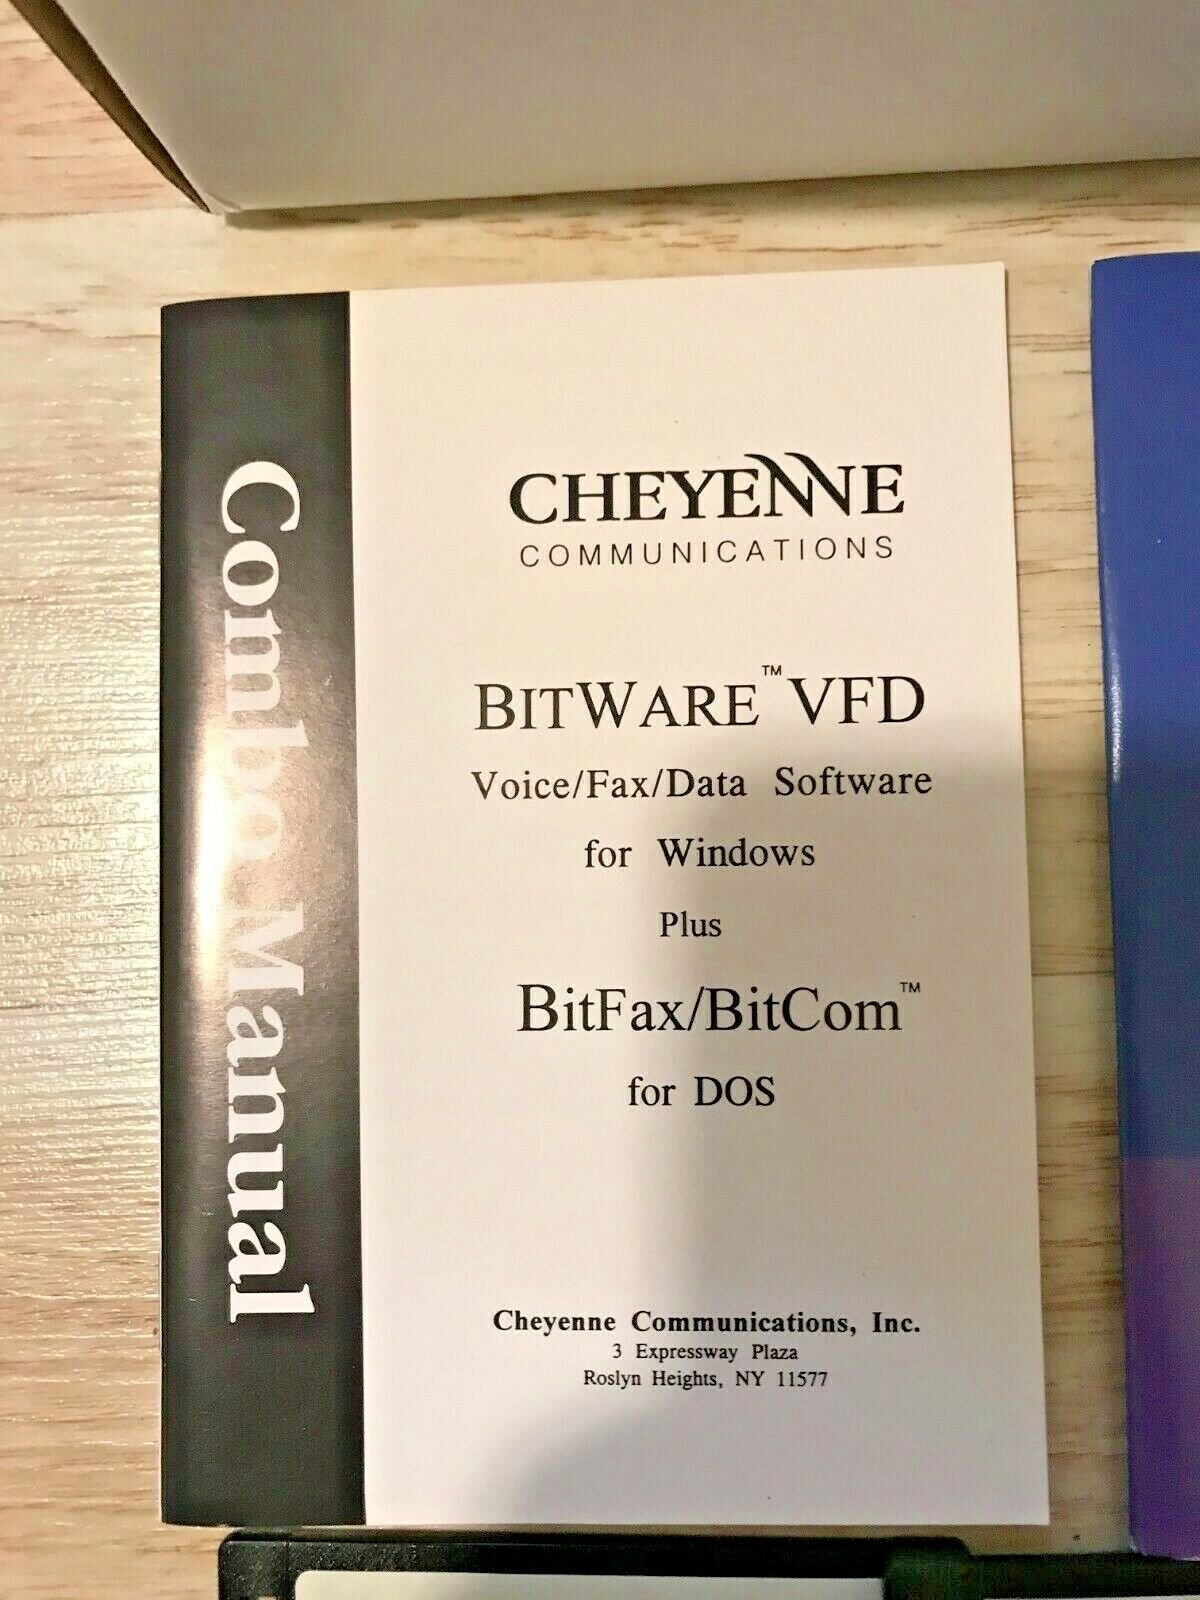 Combo Manual
CHEYENNE
COMMUNICATIONS
BITWARE™ VFD
Voice/Fax/Data Software
for Windows
Plus
BitFax/BitCom™
for DOS
Cheyenne Communications, Inc.
3 Expressway Plaza
Roslyn Heights, NY 11577